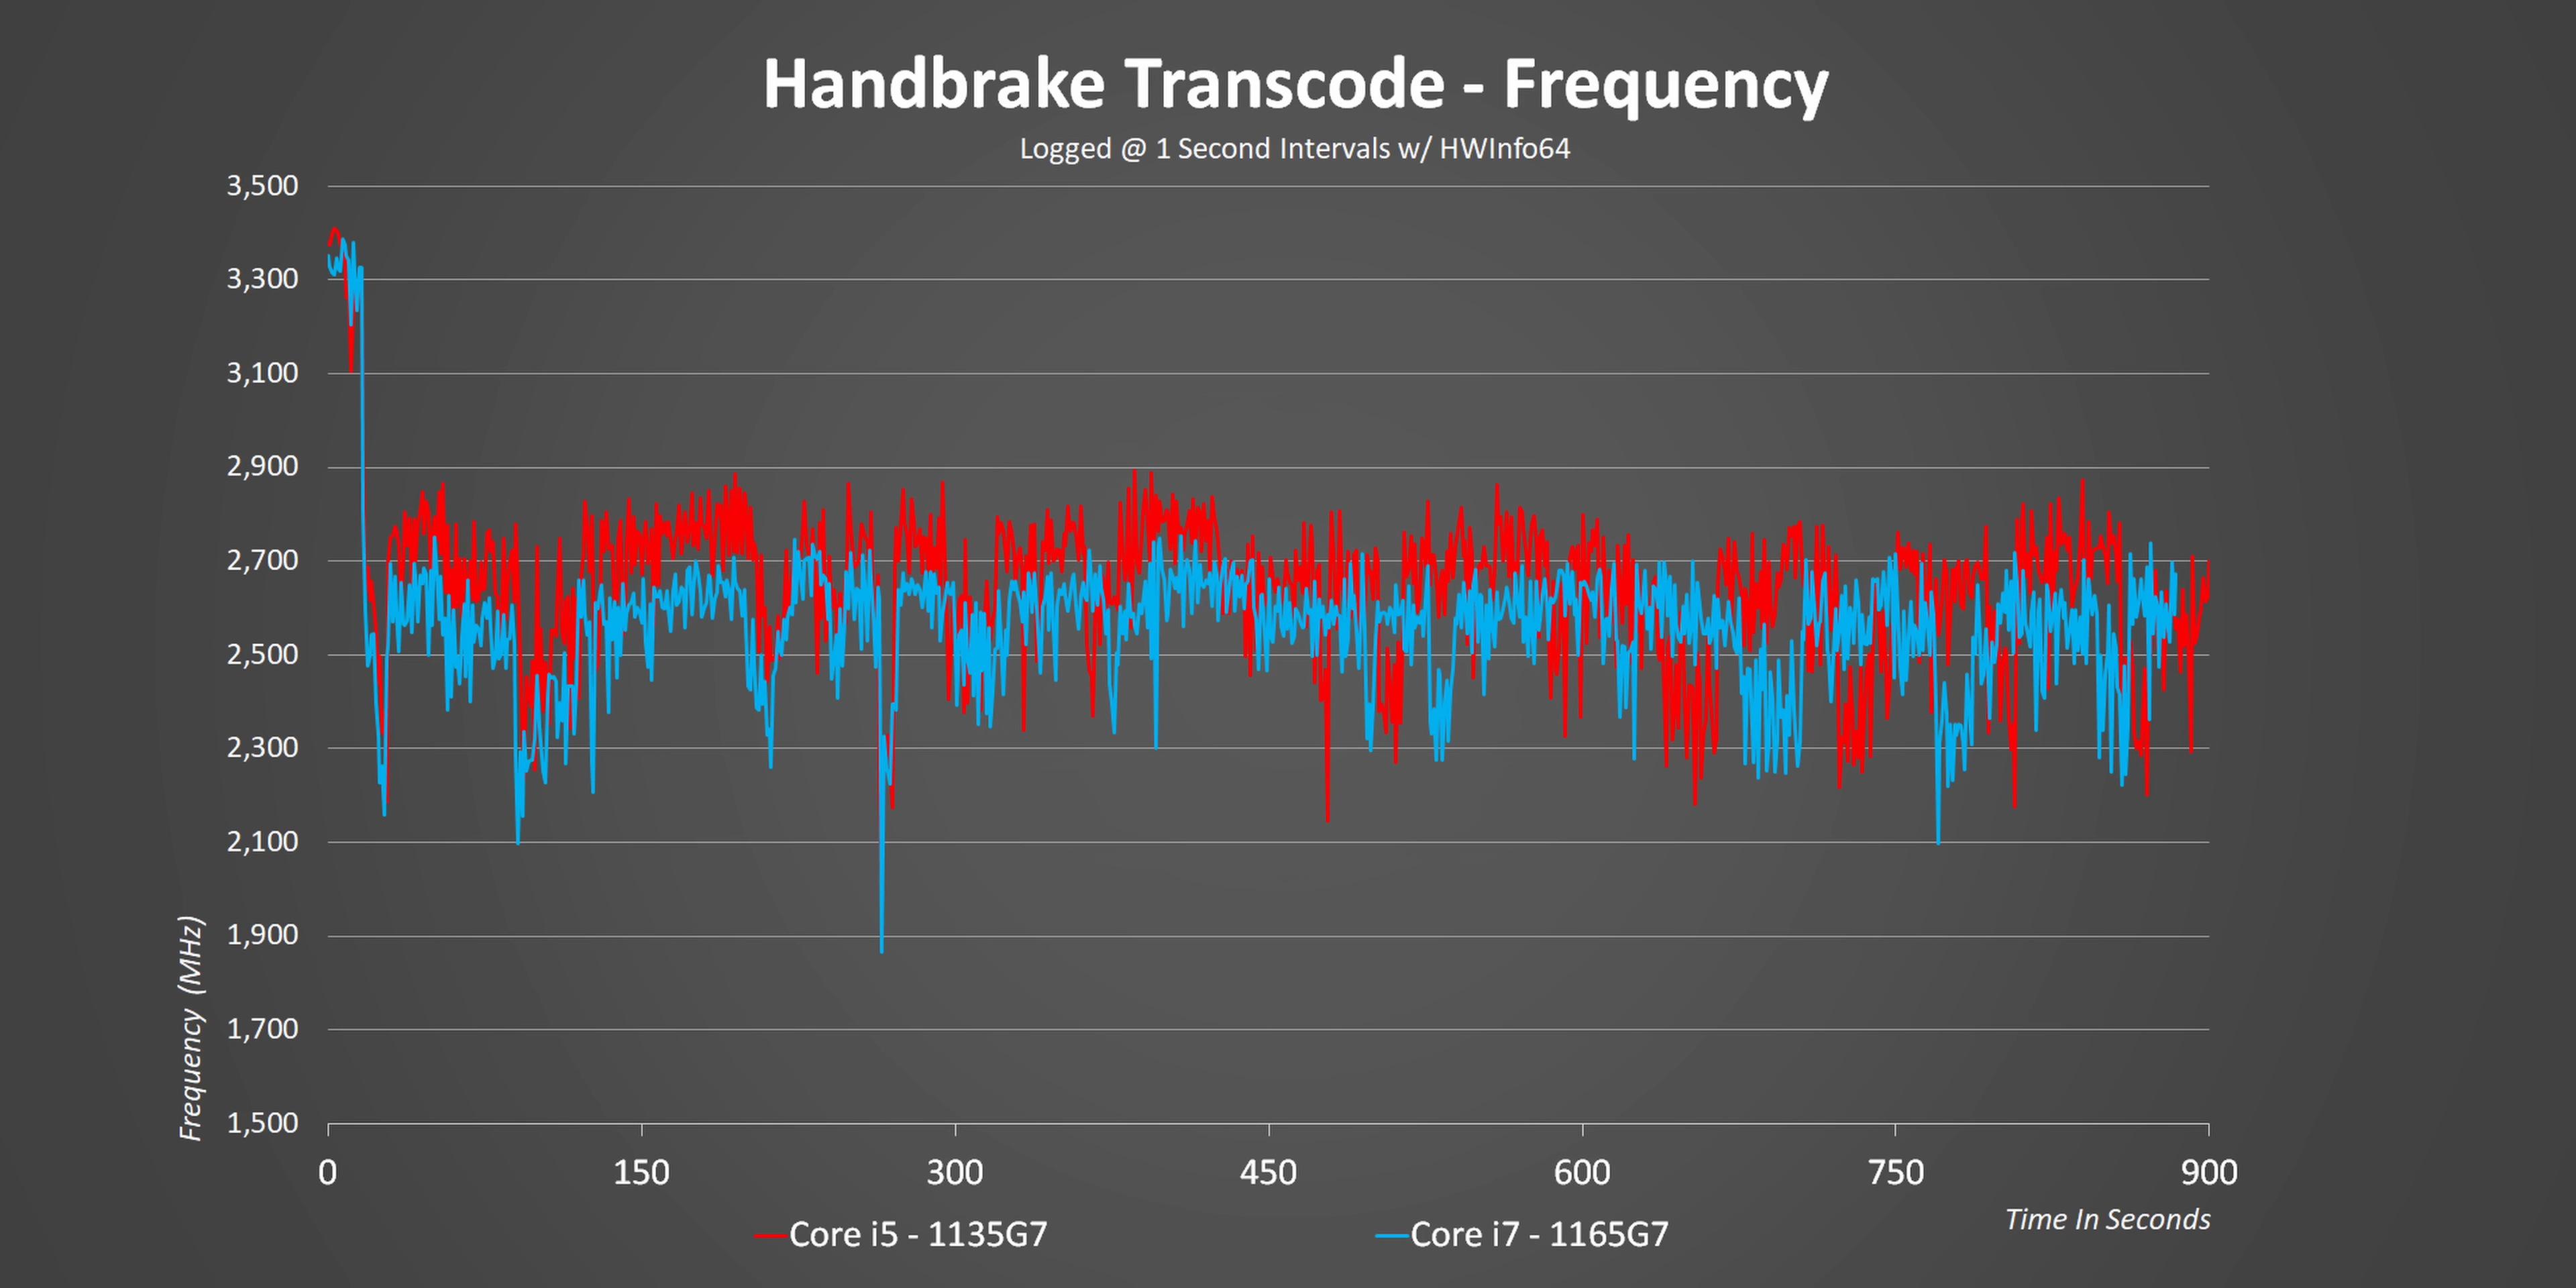 Handbrake Transcode - Frequency
Logged @ 1 Second Intervals w/ HWInfo64
3,500
3,300
3,100
2,900
2,700
2,500
2,300
2,100
1,900
1,700
1,500
Frequency (MHz)
0 150 300 450 600 750 900
Time In Seconds
Core i5 - 1135G7 Core i7 - 1165G7